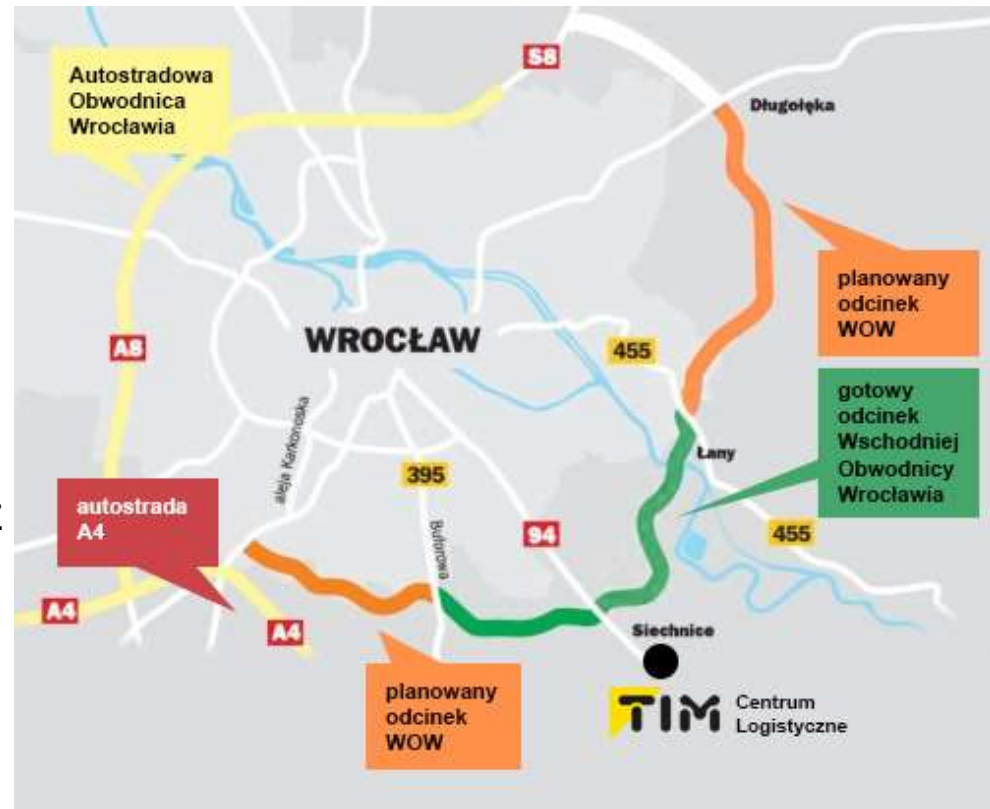 S8
Autostradowa
Obwodnica
Wrocławia
Długołęka
planowany
odcinek
WOW
WROCŁAW
A8
455
gotowy
odcinek
Wschodniej
Obwodnicy
Wrocławia
aleja Karkonoska
Łany
395
autostrada
A4
94
455
Buforowa
A4
A4
Siechnice
planowany
odcinek
WOW
TIM
Centrum
Logistyczne